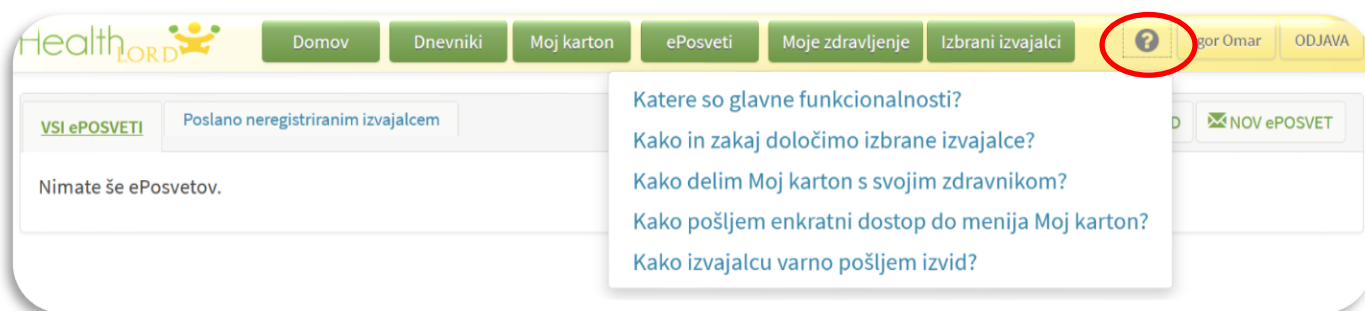 Health LORD Domov Dnevniki Moj karton ePosveti Moje zdravljenje Izbrani izvajalci ? gor Omar ODJAVA
VSI ePOSVETI Poslano neregistriranim izvajalcem D NOV ePOSVET
Nimate še ePosvetov.
Katere so glavne funkcionalnosti?
Kako in zakaj določimo izbrane izvajalce?
Kako delim Moj karton s svojim zdravnikom?
Kako pošljem enkratni dostop do menija Moj karton?
Kako izvajalcu varno pošljem izvid?